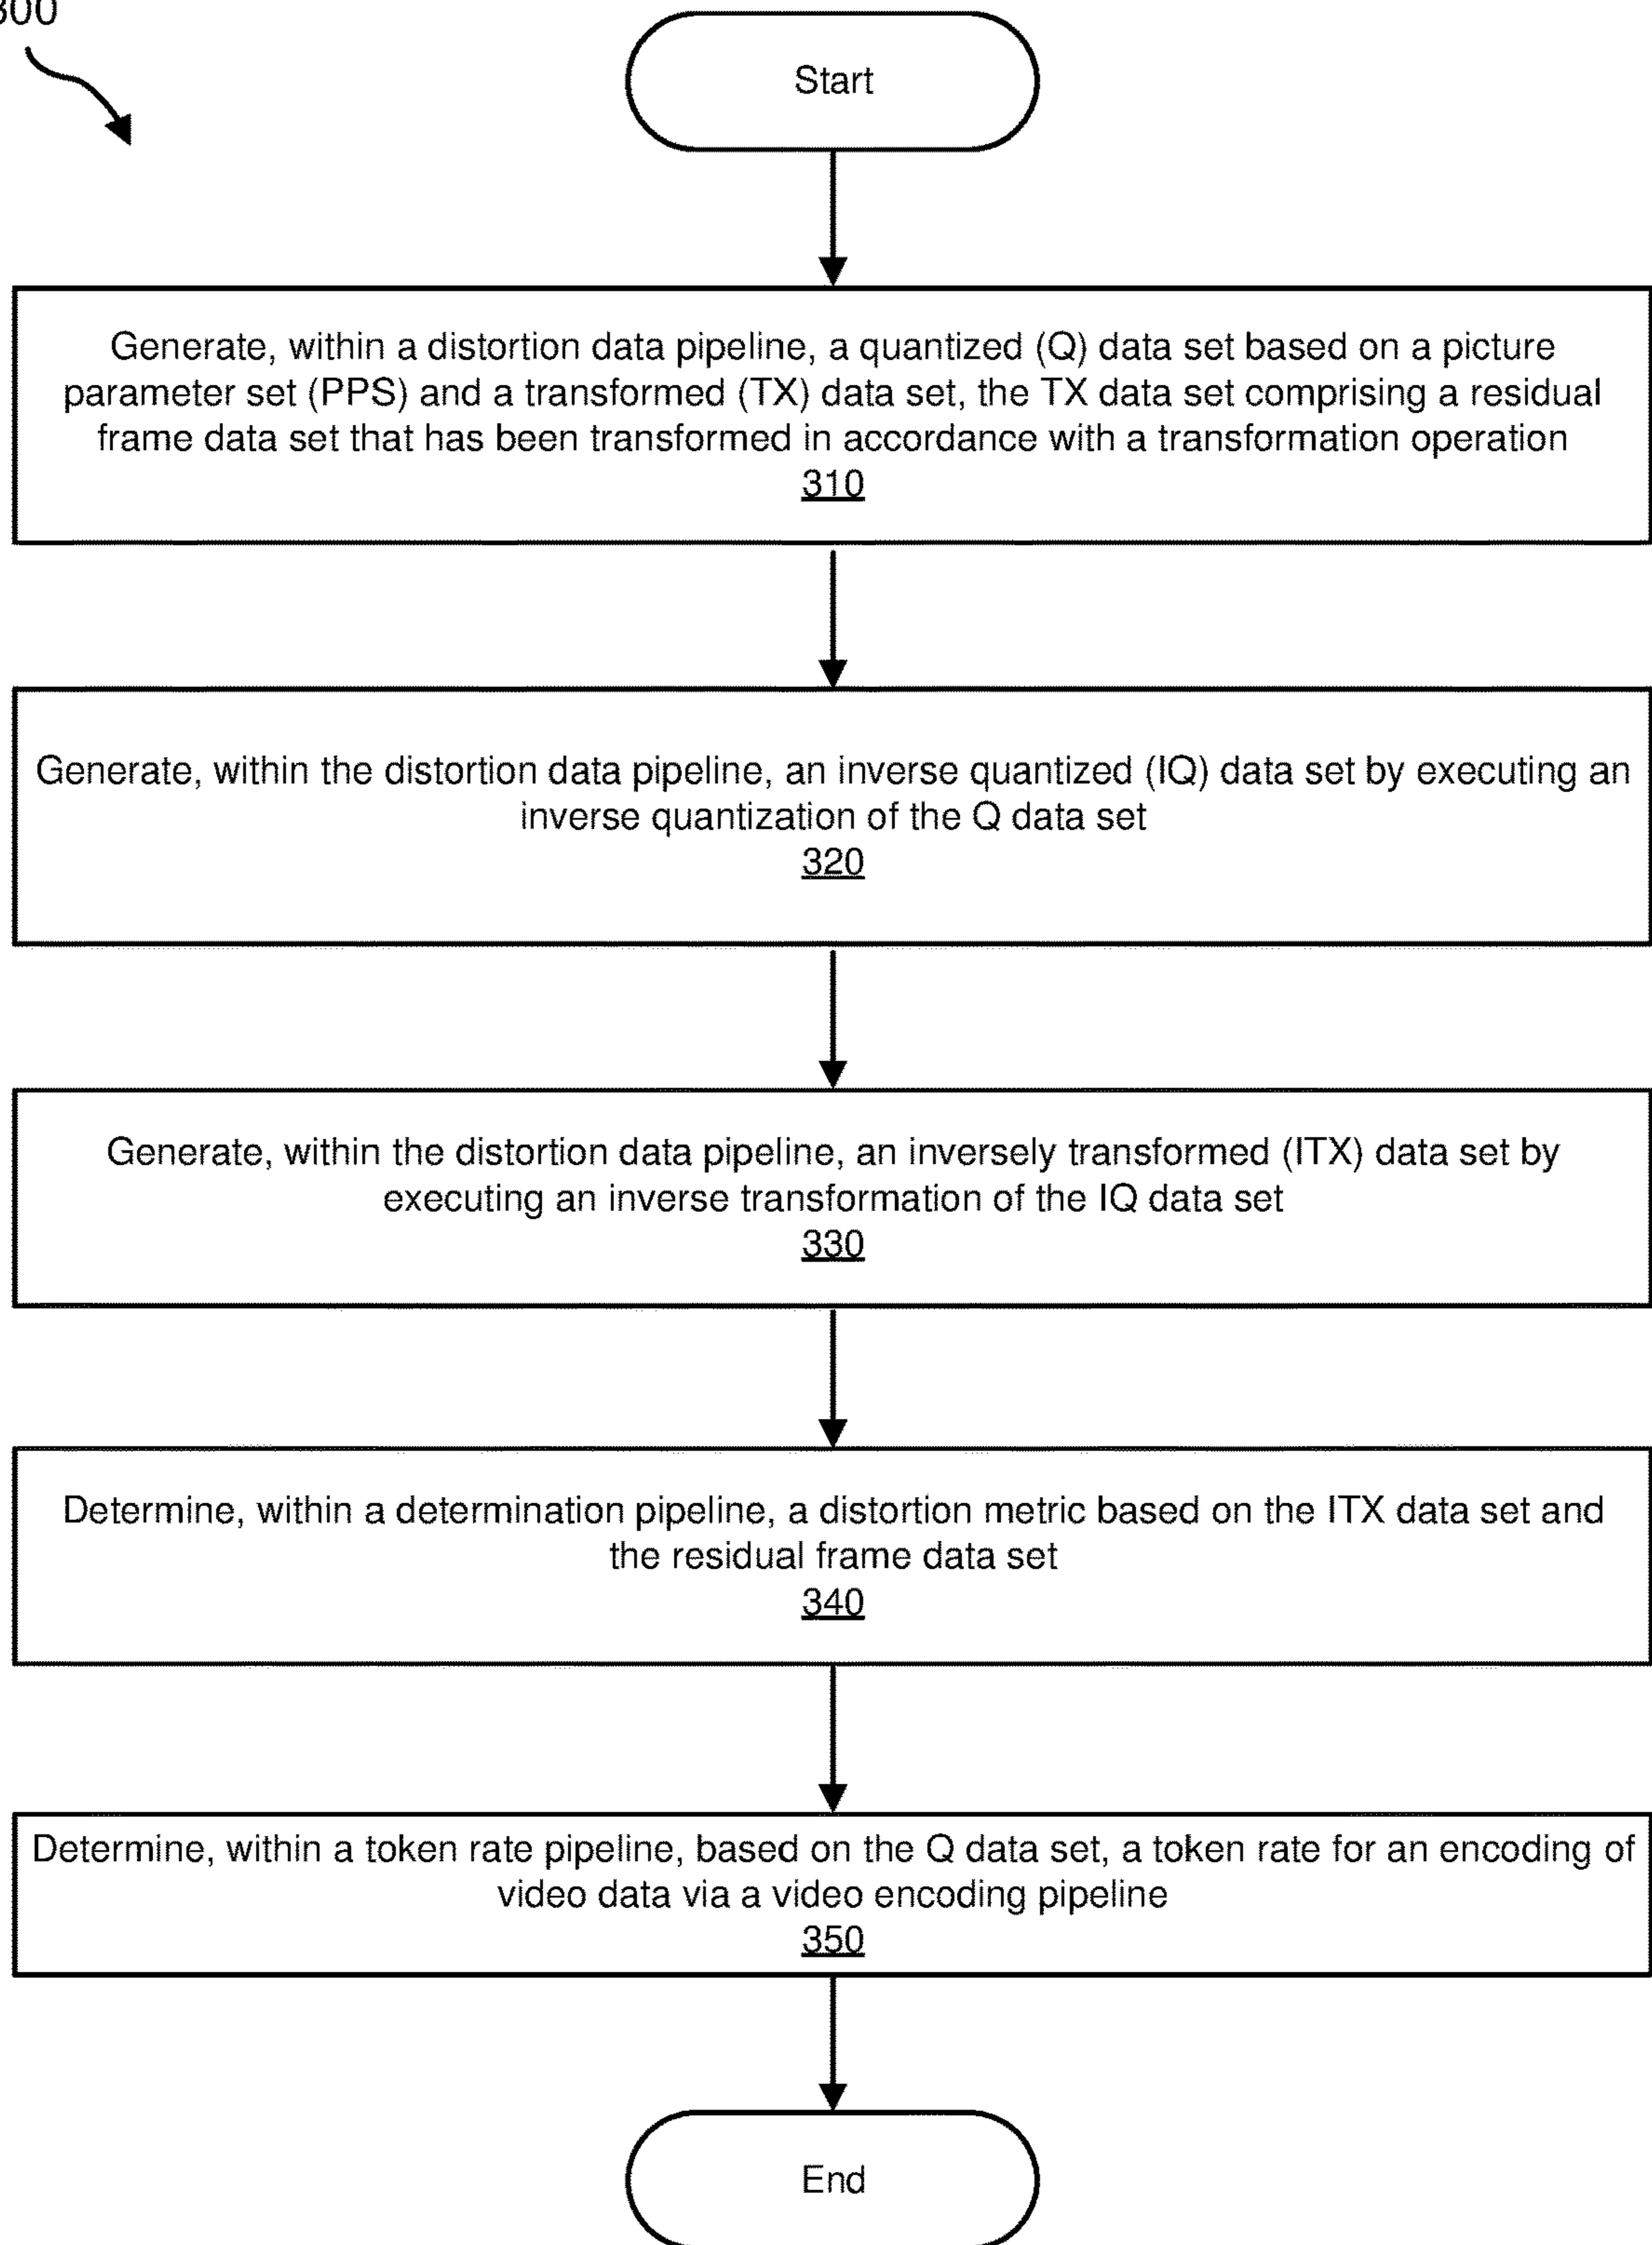 300
Start
Generate, within a distortion data pipeline, a quantized (Q) data set based on a picture
parameter set (PPS) and a transformed (TX) data set, the TX data set comprising a residual
frame data set that has been transformed in accordance with a transformation operation
310
Generate, within the distortion data pipeline, an inverse quantized (IQ) data set by executing an
inverse quantization of the Q data set
320
Generate, within the distortion data pipeline, an inversely transformed (ITX) data set by
executing an inverse transformation of the IQ data set
330
Determine, within a determination pipeline, a distortion metric based on the ITX data set and
the residual frame data set
340
Determine, within a token rate pipeline, based on the Q data set, a token rate for an encoding of
video data via a video encoding pipeline
350
End